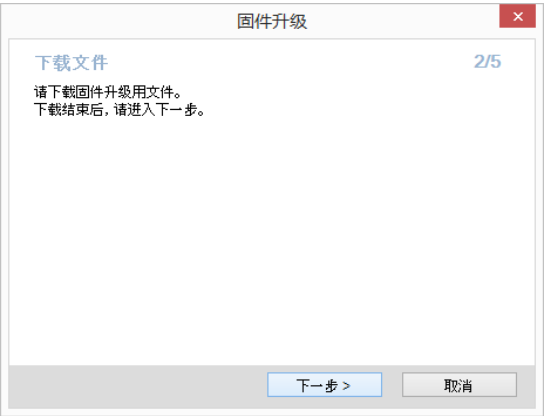 固件升级
下载文件 2/5
请下载固件升级用文件。
下载结束后, 请进入下一步。
下一步 >
取消